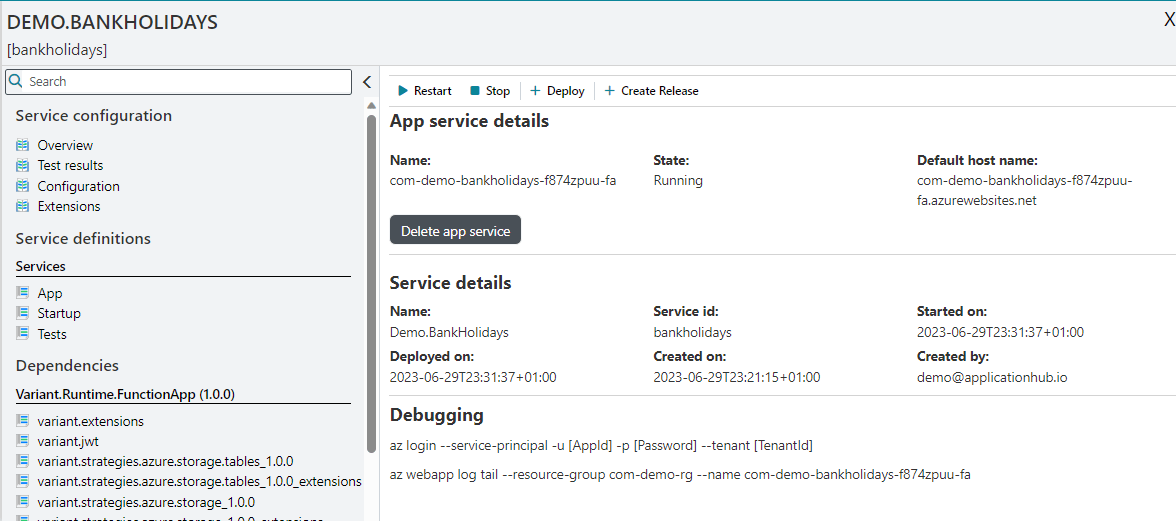 DEMO.BANKHOLIDAYS
X
[bankholidays]
Search
Service configuration
Overview
Test results
Configuration
Extensions
Service definitions
Services
App
Startup
Tests
Dependencies
Variant.Runtime.FunctionApp (1.0.0)
variant.extensions
variant.jwt
variant.strategies.azure.storage.tables_1.0.0
variant.strategies.azure.storage.tables_1.0.0_extensions
variant.strategies.azure.storage_1.0.0
variant.strategies.azure.storage_1.0.0_extensions
Restart Stop Deploy Create Release
App service details
Name: State: Default host name:
com-demo-bankholidays-f874zpuu-fa Running com-demo-bankholidays-f874zpuu-
fa.azurewebsites.net
Delete app service
Service details
Name: Service id: Started on:
Demo.BankHolidays bankholidays 2023-06-29T23:31:37+01:00
Deployed on: Created on: Created by:
2023-06-29T23:31:37+01:00 2023-06-29T23:21:15+01:00 demo@applicationhub.io
Debugging
az login --service-principal -u [AppId] -p [Password] --tenant [TenantId]
az webapp log tail --resource-group com-demo-rg --name com-demo-bankholidays-f874zpuu-fa